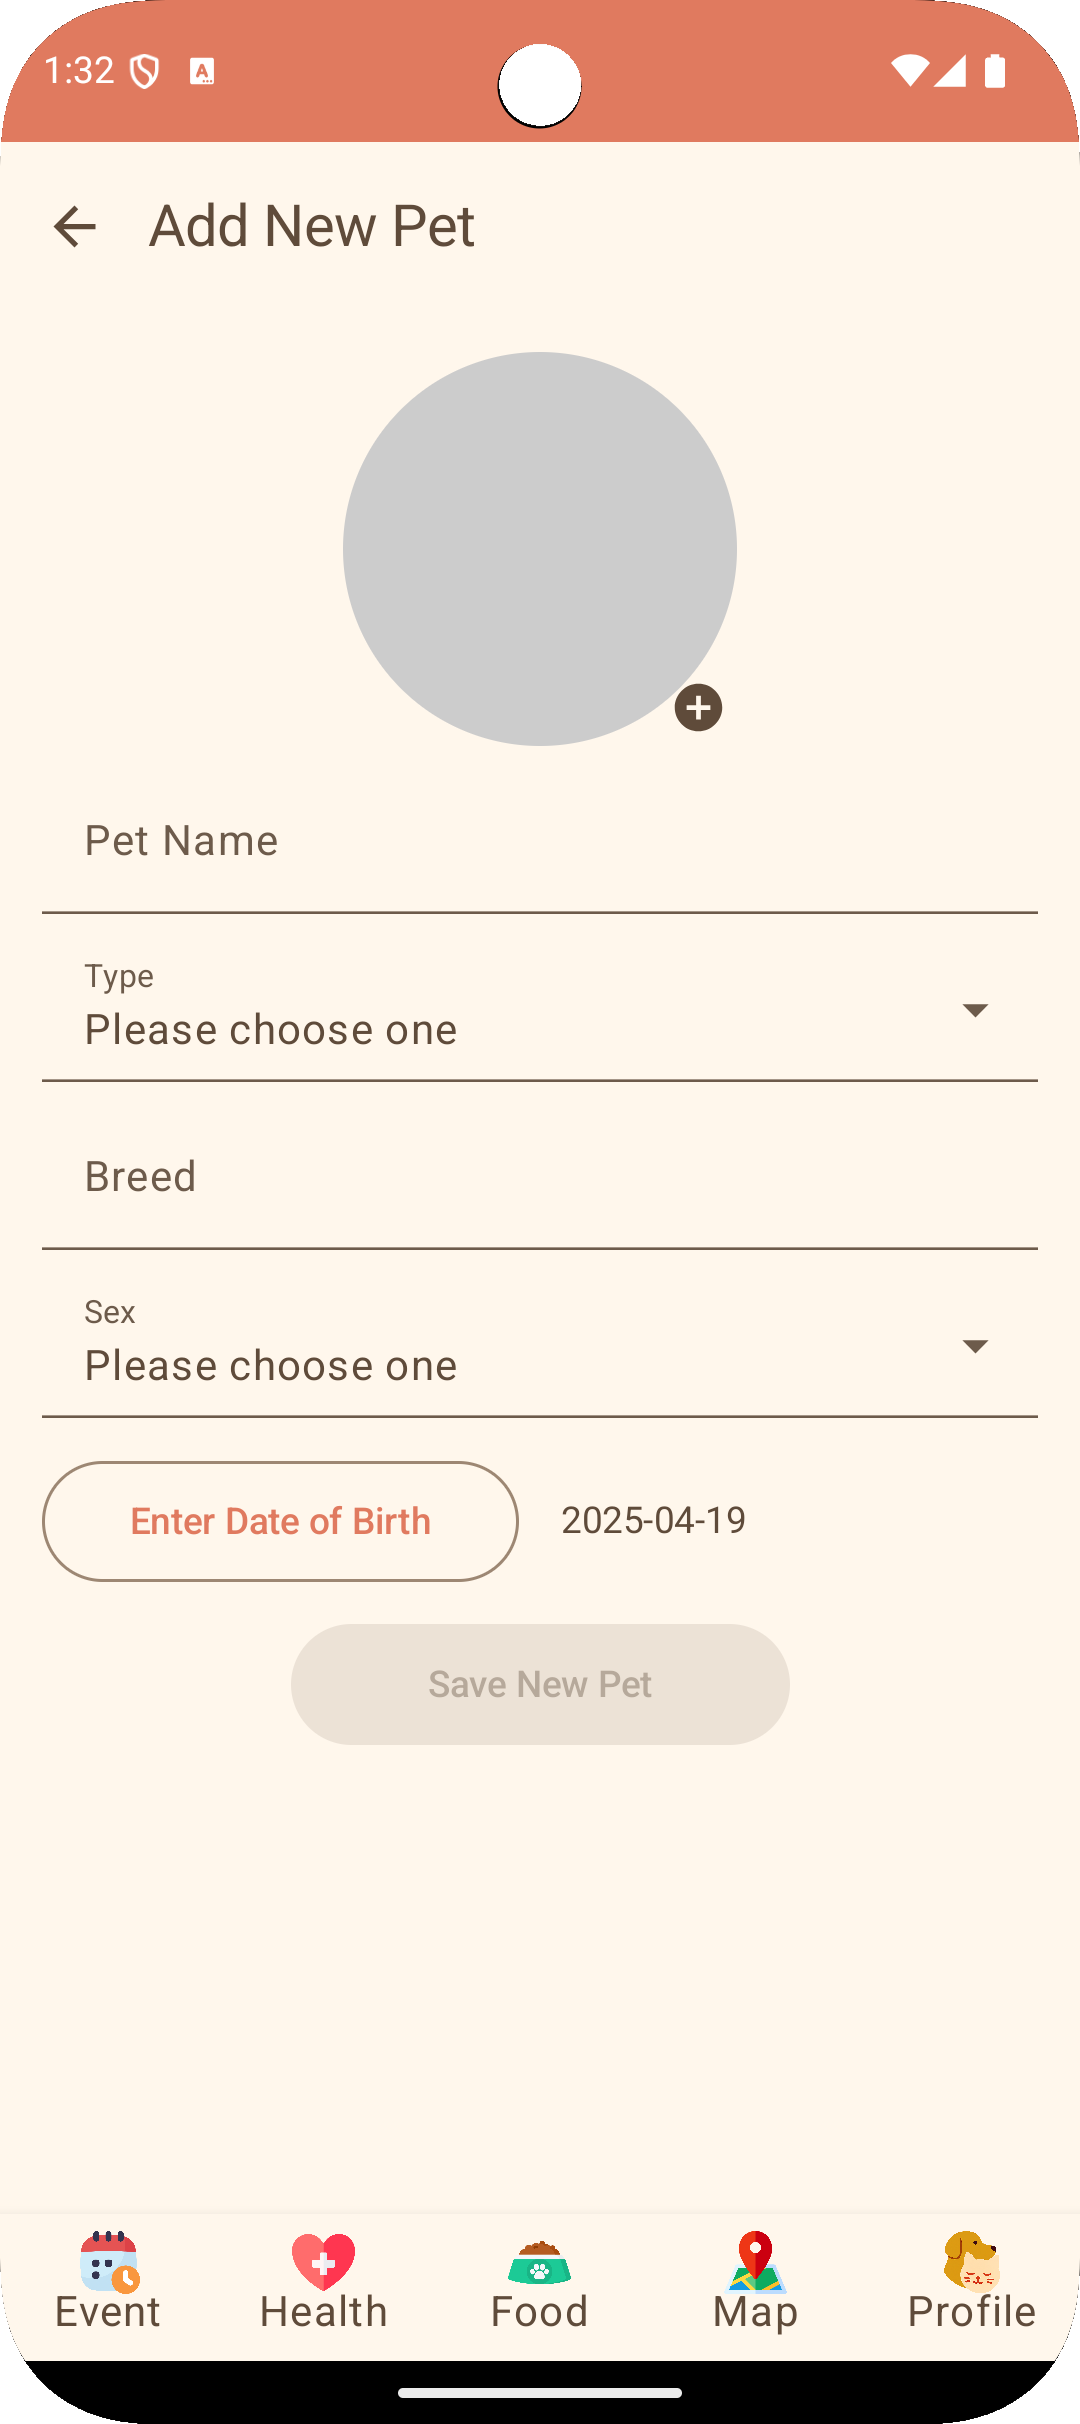 1:32
Add New Pet
Pet Name
Type
Please choose one
Breed
Sex
Please choose one
Enter Date of Birth 2025-04-19
Save New Pet
Event Health Food Map Profile